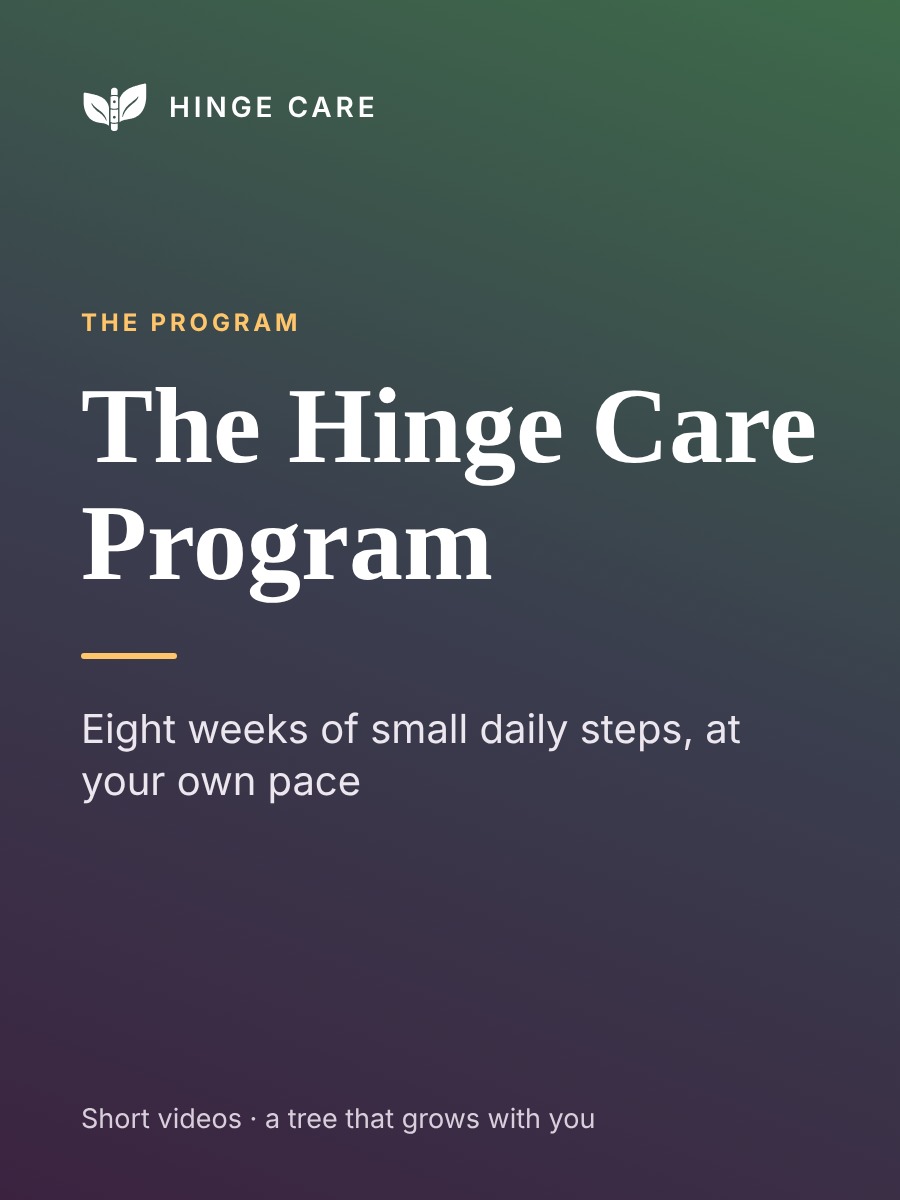 HINGE CARE
THE PROGRAM
The Hinge Care
Program
Eight weeks of small daily steps, at
your own pace
Short videos · a tree that grows with you